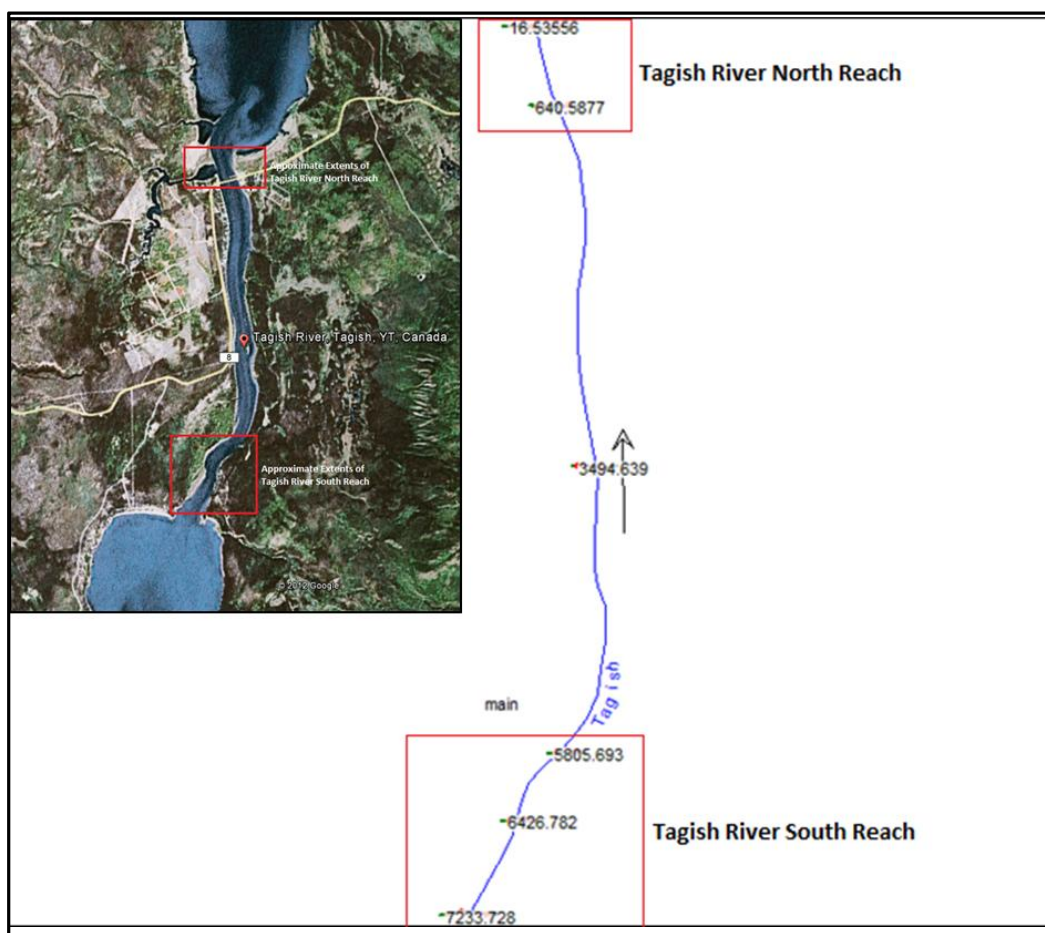 16.53556
Tagish River North Reach
640.5877
Appoximate Extents of
Tagish River North Reach
Tagish River, Tagish, YT, Canada
8
3494.639
Approximate Extents of
Tagish River South Reach
© 2012 Google
Tagish
main
5805.693
6426.782
Tagish River South Reach
7233.728